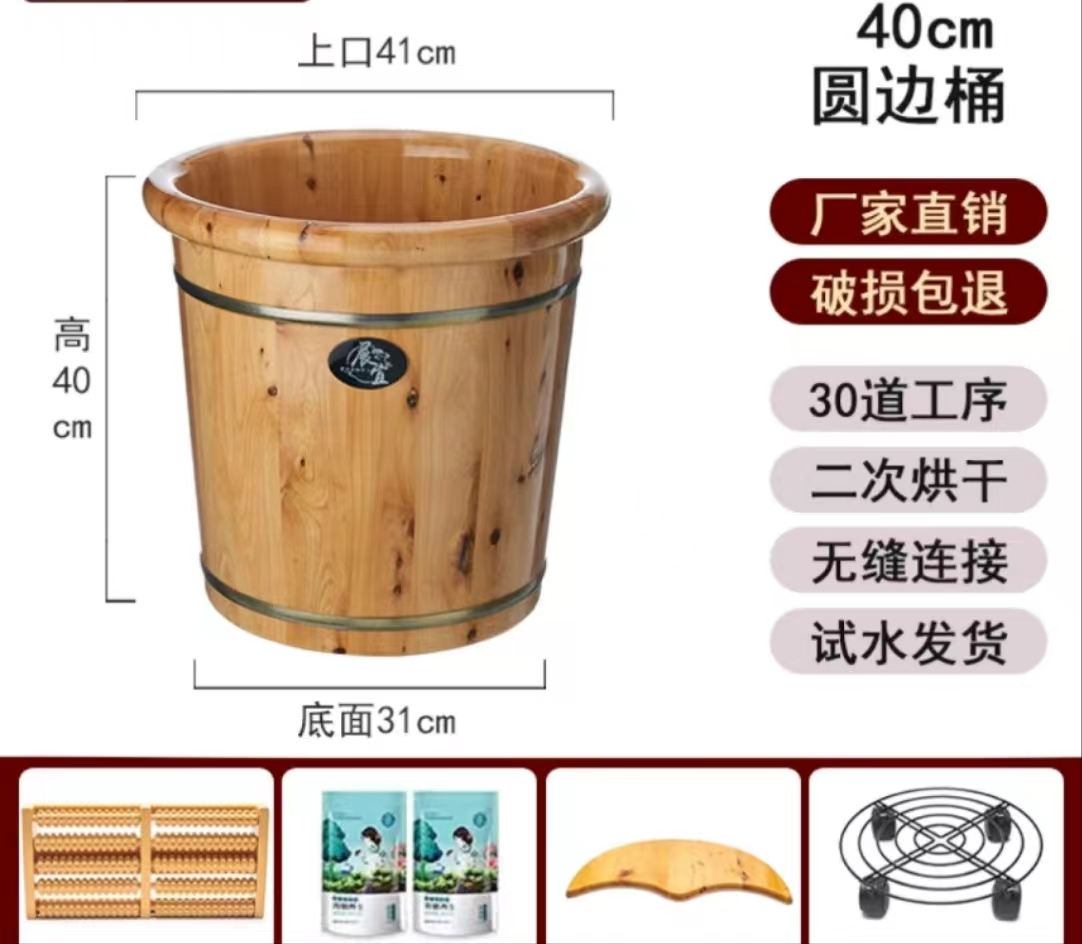 40cm
圆边桶
上口41cm
高
40
cm
底面31cm
厂家直销
破损包退
30道工序
二次烘干
无缝连接
试水发货